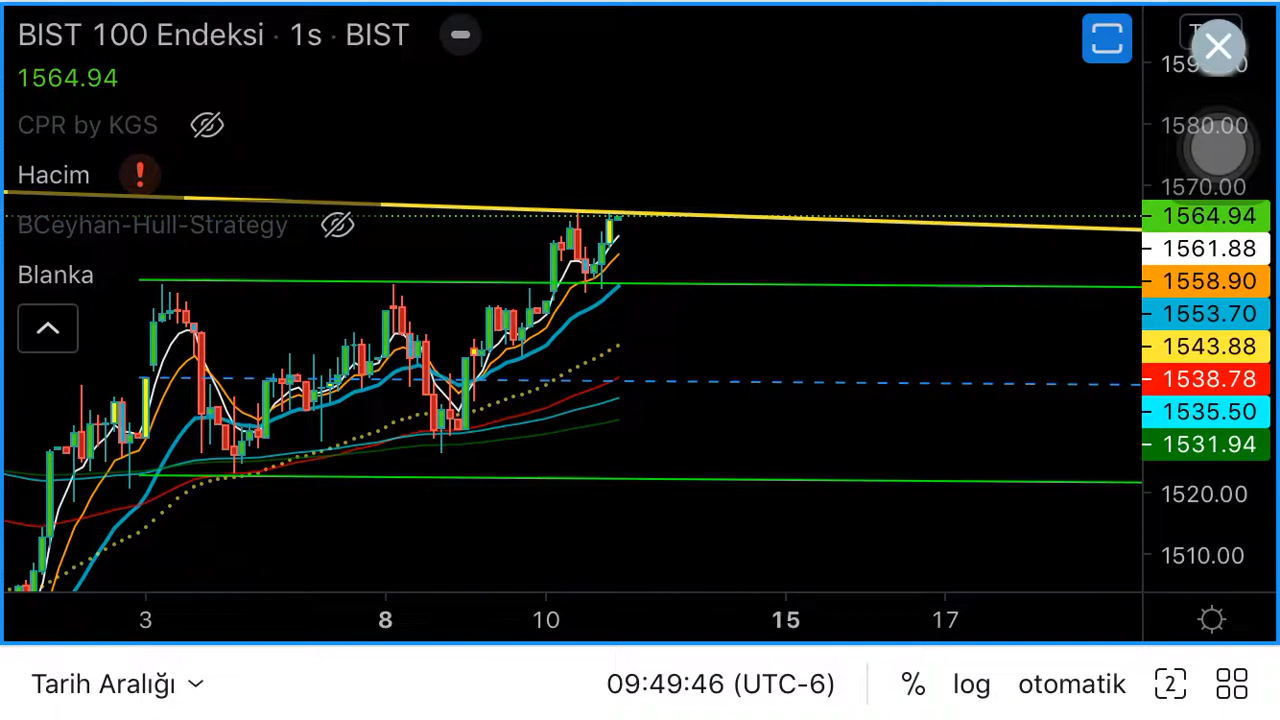 BIST 100 Endeksi · 1s · BIST
1564.94
CPR by KGS
Hacim
BCeyhan-Hull-Strategy
Blanka
1580.00
1570.00
1564.94
1561.88
1558.90
1553.70
1543.88
1538.78
1535.50
1531.94
1520.00
1510.00
3 8 10 15 17
Tarih Aralığı 09:49:46 (UTC-6) % log otomatik 2